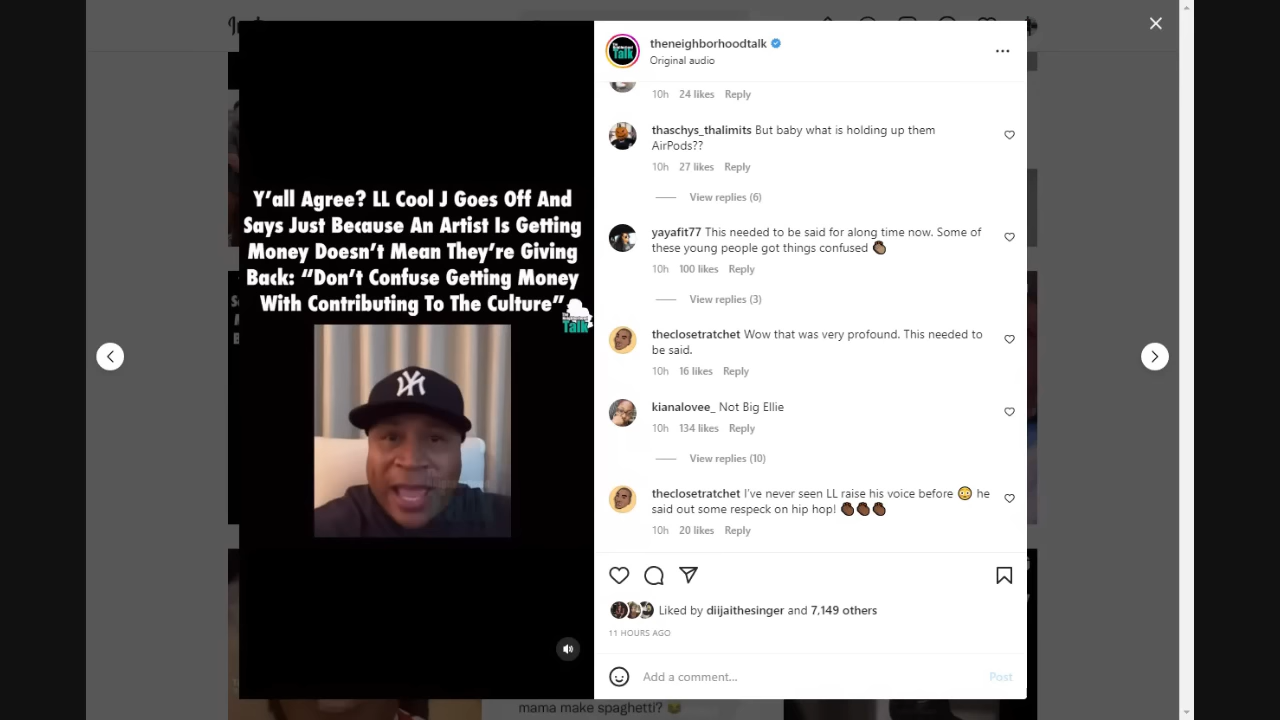 theneighborhoodtalk
Original audio
10h 24 likes Reply
thaschys_thalimits But baby what is holding up them
AirPods??
10h 27 likes Reply
View replies (6)
yayafit77 This needed to be said for along time now. Some of
these young people got things confused
10h 100 likes Reply
View replies (3)
theclosetratchet Wow that was very profound. This needed to
be said.
10h 16 likes Reply
kianalovee_ Not Big Ellie
10h 134 likes Reply
View replies (10)
theclosetratchet I've never seen LL raise his voice before 😳 he
said out some respeck on hip hop! 👏🏾👏🏾👏🏾
10h 20 likes Reply
Liked by diijaithesinger and 7,149 others
11 HOURS AGO
Add a comment...
Post
Y'all Agree? LL Cool J Goes Off And
Says Just Because An Artist Is Getting
Money Doesn't Mean They're Giving
Back: “Don't Confuse Getting Money
With Contributing To The Culture”
Talk
mama make spaghetti?